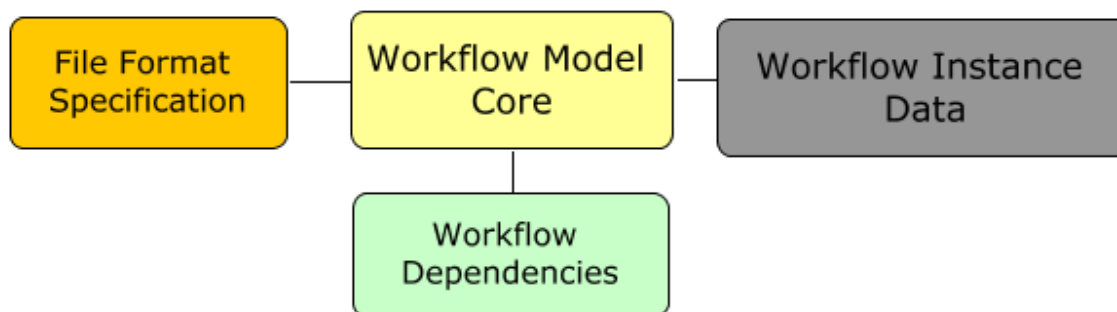 File Format
Specification
Workflow Model
Core
Workflow Instance
Data
Workflow
Dependencies